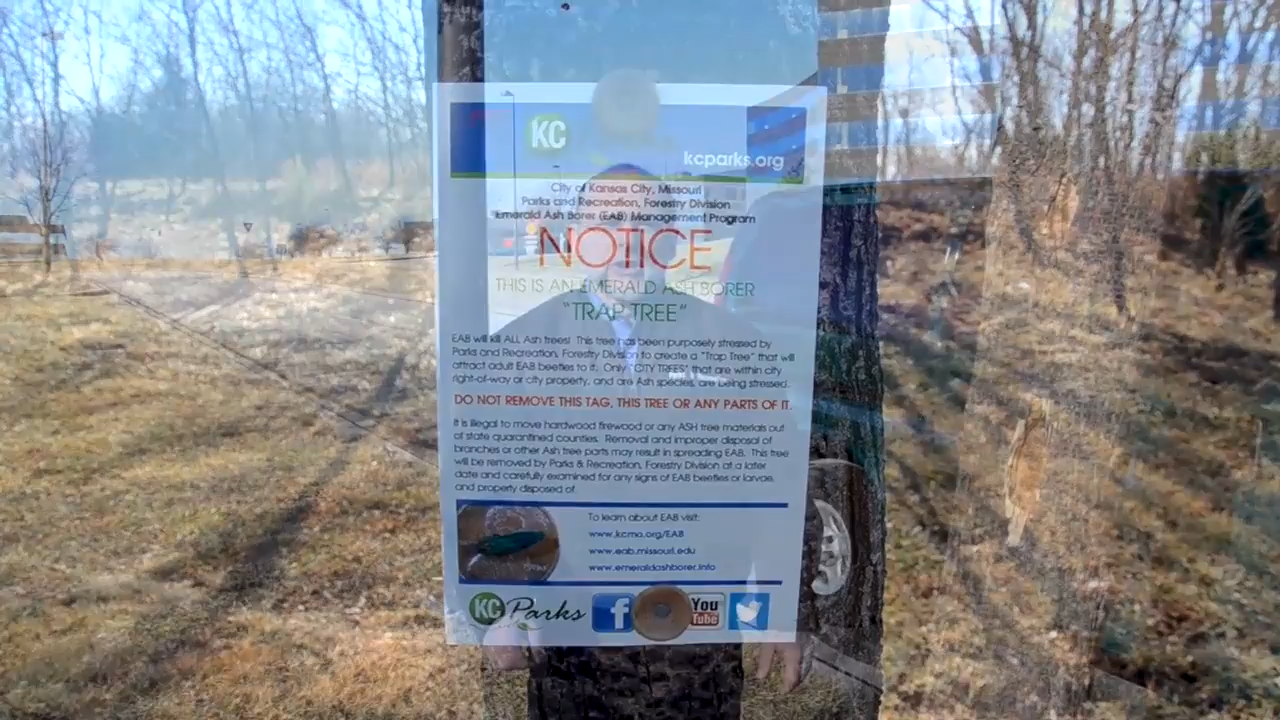 KC
kcparks.org
City of Kansas City, Missouri
Parks and Recreation, Forestry Division
Emerald Ash Borer (EAB) Management Program
NOTICE
THIS IS AN EMERALD ASH BORER
“TRAP TREE”
EAB will kill ALL Ash trees! This tree has been purposely stressed by
Parks and Recreation, Forestry Division to create a “Trap Tree” that will
attract adult EAB beetles to it. Only “CITY TREES” that are within city
right-of-way or city property, and are Ash species, are being stressed.
DO NOT REMOVE THIS TAG, THIS TREE OR ANY PARTS OF IT.
It is illegal to move hardwood firewood or any ASH tree materials out
of state quarantined counties. Removal and improper disposal of
branches or other Ash tree parts may result in spreading EAB. This tree
will be removed by Parks & Recreation, Forestry Division at a later
date and carefully examined for any signs of EAB beetles or larvae,
and property disposed of.
To learn about EAB visit:
www.kcmo.org/EAB
www.eab.missouri.edu
www.emeraldashborer.info
KC Parks f You Tube